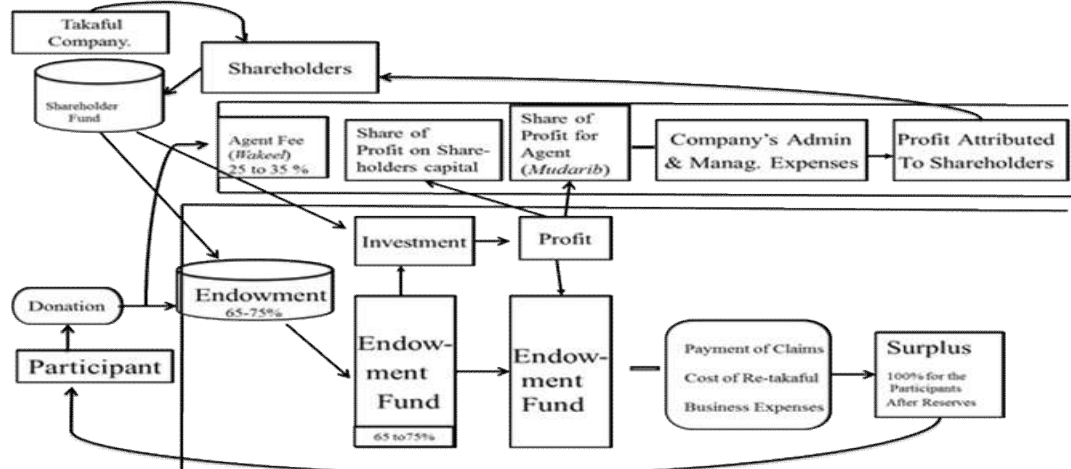 Takaful
Company.
Shareholders
Shareholder
Fund
Agent Fee
(Wakeel)
25 to 35 %
Share of
Profit on Share-
holders capital
Share of
Profit for
Agent
(Mudarib)
Company's Admin
& Manag. Expenses
Profit Attributed
To Shareholders
Investment
Profit
Donation
Endowment
65-75%
Participant
Endow-
ment
Fund
65 to75%
Endow-
ment
Fund
Payment of Claims
Cost of Re-takaful
Business Expenses
Surplus
100% for the
Participants
After Reserves